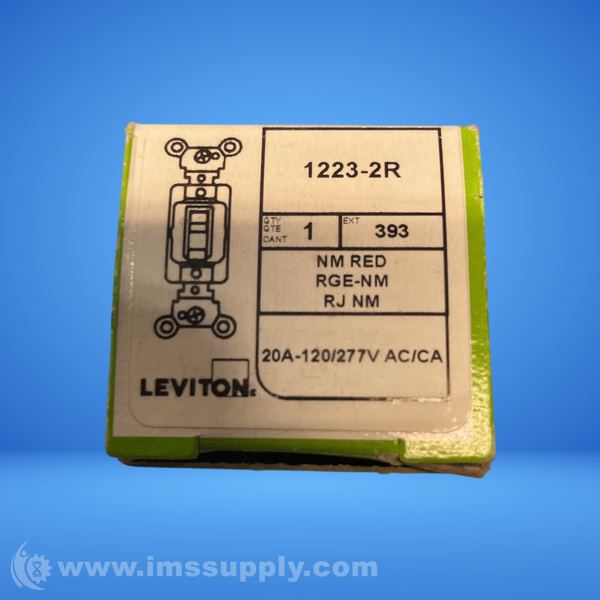 1223-2R
QTY
QTE
CANT
1
EXT
393
NM RED
RGE-NM
RJ NM
20A-120/277V AC/CA
LEVITON
www.imssupply.com